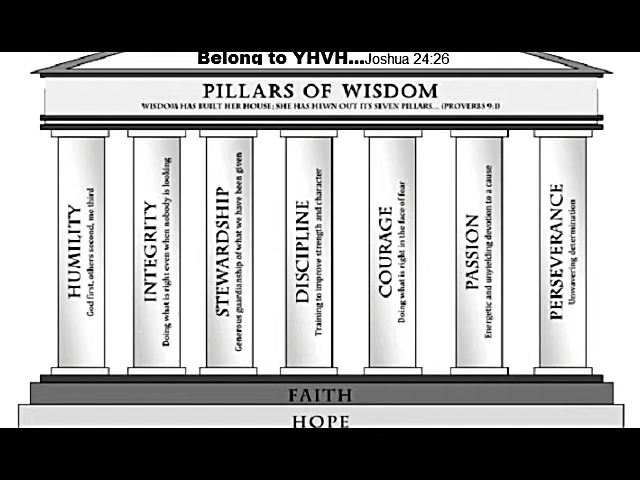 Belong to YHVH...Joshua 24:26
PILLARS OF WISDOM
WISDOM HAS BUILT HER HOUSE; SHE HAS HEWN OUT ITS SEVEN PILLARS... (PROVERBS 9:1)
HUMILITY
God first, others second, me third
INTEGRITY
Doing what is right even when nobody is looking
STEWARDSHIP
Generous guardianship of what we have been given
DISCIPLINE
Training to improve strength and character
COURAGE
Doing what is right in the face of fear
PASSION
Energetic and unyielding devotion to a cause
PERSEVERANCE
Unwavering determination
FAITH
HOPE